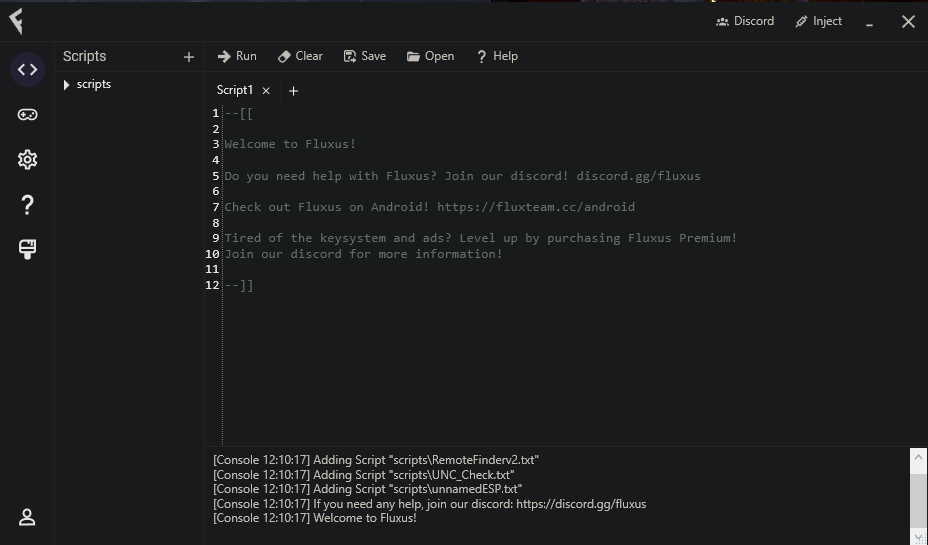 Discord Inject
Scripts + Run Clear Save Open ? Help
scripts
Script1 × +
1 --[[
2
3 Welcome to Fluxus!
4
5 Do you need help with Fluxus? Join our discord! discord.gg/fluxus
6
7 Check out Fluxus on Android! https://fluxteam.cc/android
8
9 Tired of the keysystem and ads? Level up by purchasing Fluxus Premium!
10 Join our discord for more information!
11
12 --]]
[Console 12:10:17] Adding Script "scripts\RemoteFinderv2.txt"
[Console 12:10:17] Adding Script "scripts\UNC_Check.txt"
[Console 12:10:17] Adding Script "scripts\unnamedESP.txt"
[Console 12:10:17] If you need any help, join our discord: https://discord.gg/fluxus
[Console 12:10:17] Welcome to Fluxus!